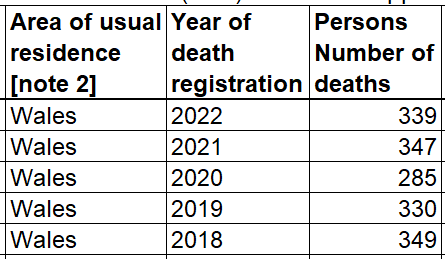 Area of usual Year of Persons
residence death Number of
[note 2] registration deaths
Wales 2022 339
Wales 2021 347
Wales 2020 285
Wales 2019 330
Wales 2018 349